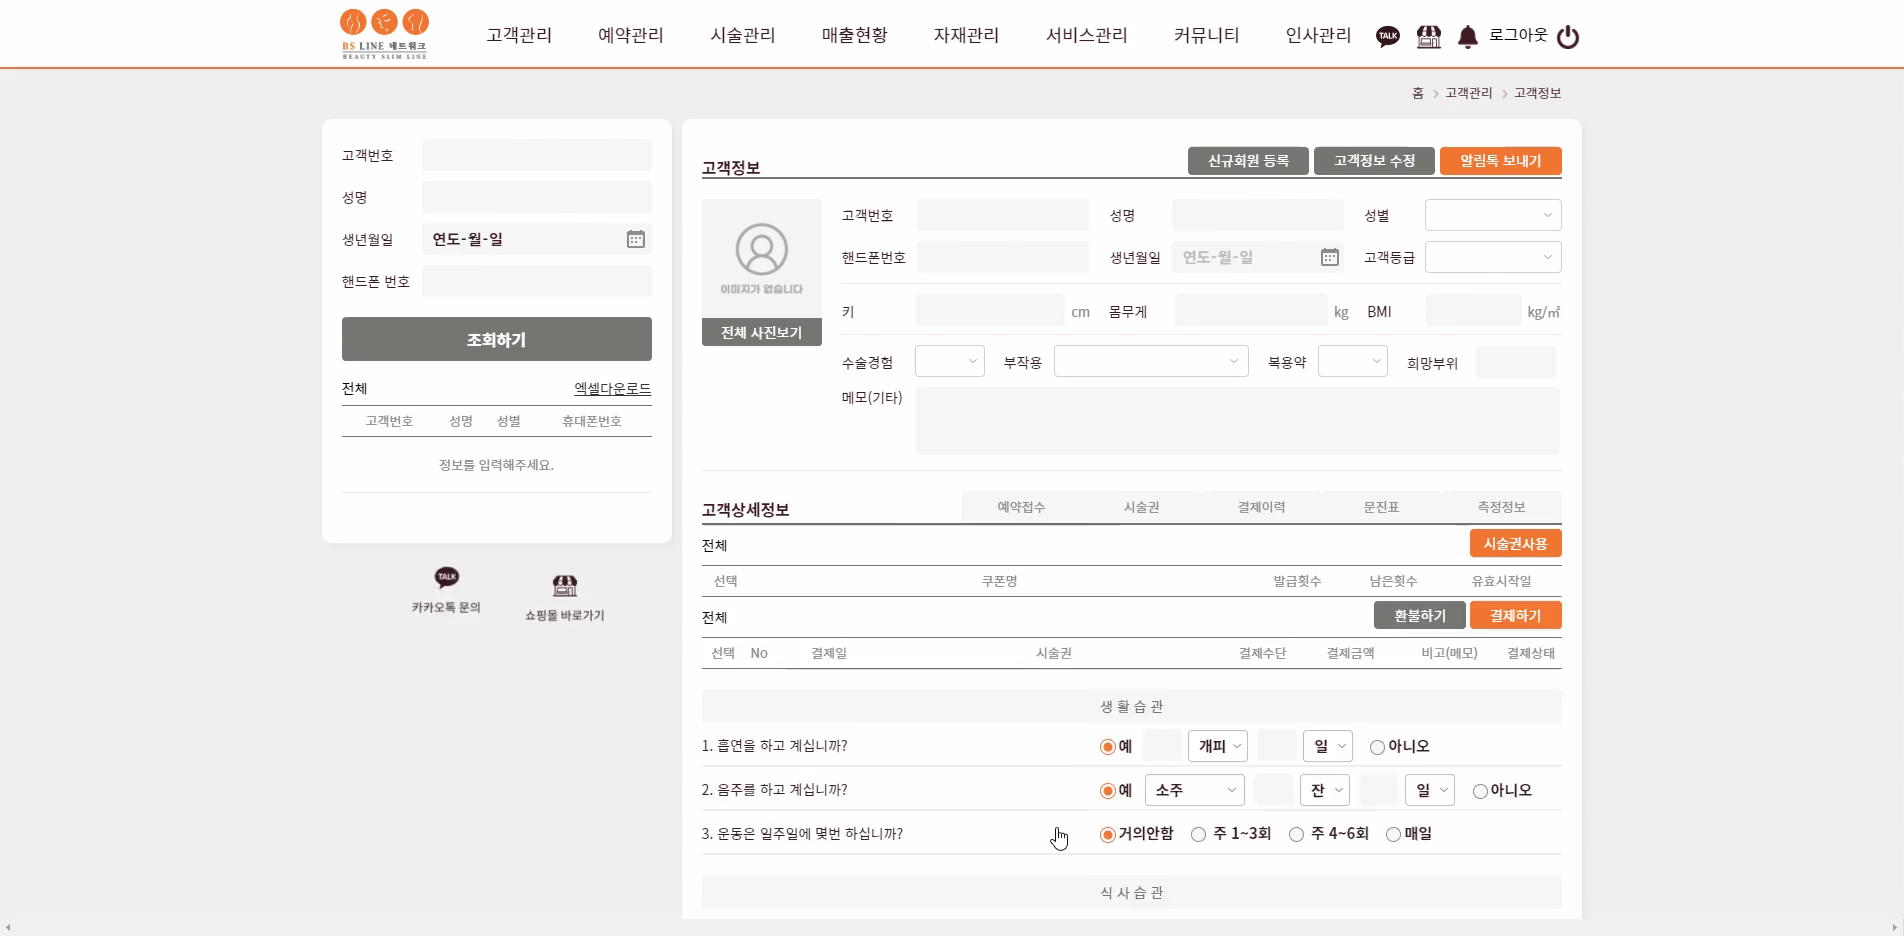 BS LINE 네트워크
BEAUTY SLIM LINE
고객관리 예약관리 시술관리 매출현황 자재관리 서비스관리 커뮤니티 인사관리 TALK 로그아웃
홈 > 고객관리 > 고객정보
고객번호
성명
생년월일 연도-월-일
핸드폰 번호
조회하기
전체 엑셀다운로드
고객번호 성명 성별 휴대폰번호
정보를 입력해주세요.
TALK
카카오톡 문의 쇼핑몰 바로가기
고객정보 신규회원 등록 고객정보 수정 알림톡 보내기
이미지가 없습니다
전체 사진보기
고객번호 성명 성별
핸드폰번호 생년월일 연도-월-일 고객등급
키 cm 몸무게 kg BMI kg/㎡
수술경험 부작용 복용약 희망부위
메모(기타)
고객상세정보 예약접수 시술권 결제이력 문진표 측정정보
전체 시술권사용
선택 쿠폰명 발급횟수 남은횟수 유효시작일
전체 환불하기 결제하기
선택 No 결제일 시술권 결제수단 결제금액 비고(메모) 결제상태
생 활 습 관
1. 흡연을 하고 계십니까? 예 개피 일 아니오
2. 음주를 하고 계십니까? 예 소주 잔 일 아니오
3. 운동은 일주일에 몇번 하십니까? 거의안함 주 1~3회 주 4~6회 매일
식 사 습 관